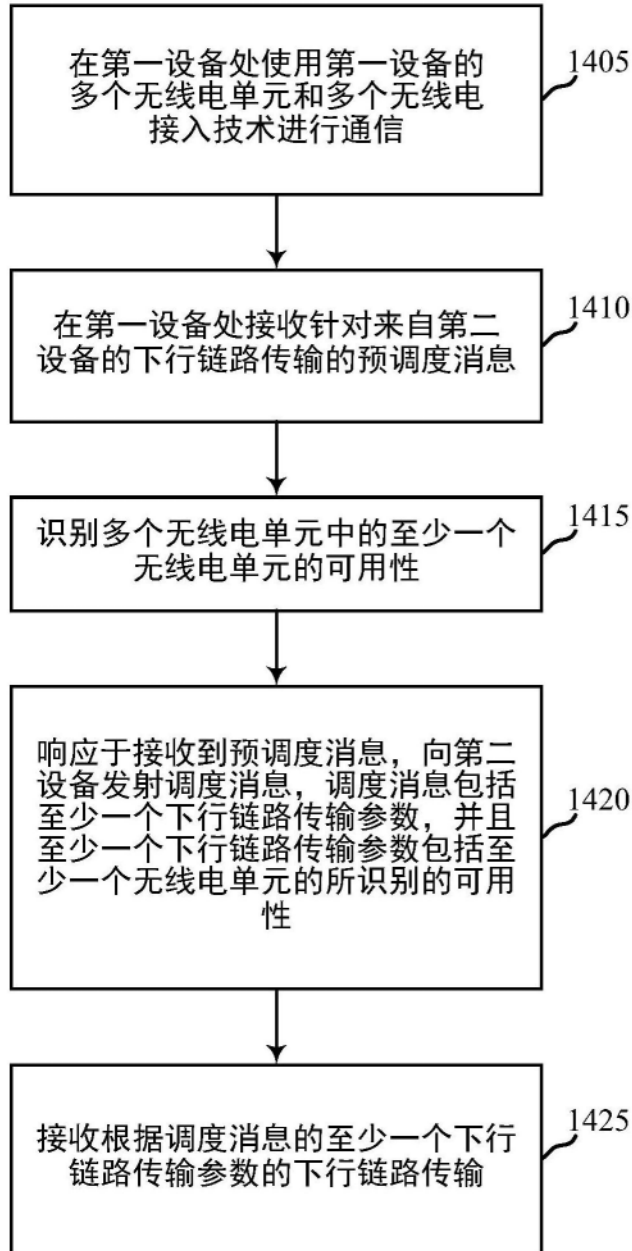 在第一设备处使用第一设备的
多个无线电单元和多个无线电
接入技术进行通信
1405
在第一设备处接收针对来自第二
设备的下行链路传输的预调度消息
1410
识别多个无线电单元中的至少一个
无线电单元的可用性
1415
响应于接收到预调度消息，向第二
设备发射调度消息，调度消息包括
至少一个下行链路传输参数，并且
至少一个下行链路传输参数包括至
少一个无线电单元的所识别的可用
性
1420
接收根据调度消息的至少一个下行
链路传输参数的下行链路传输
1425